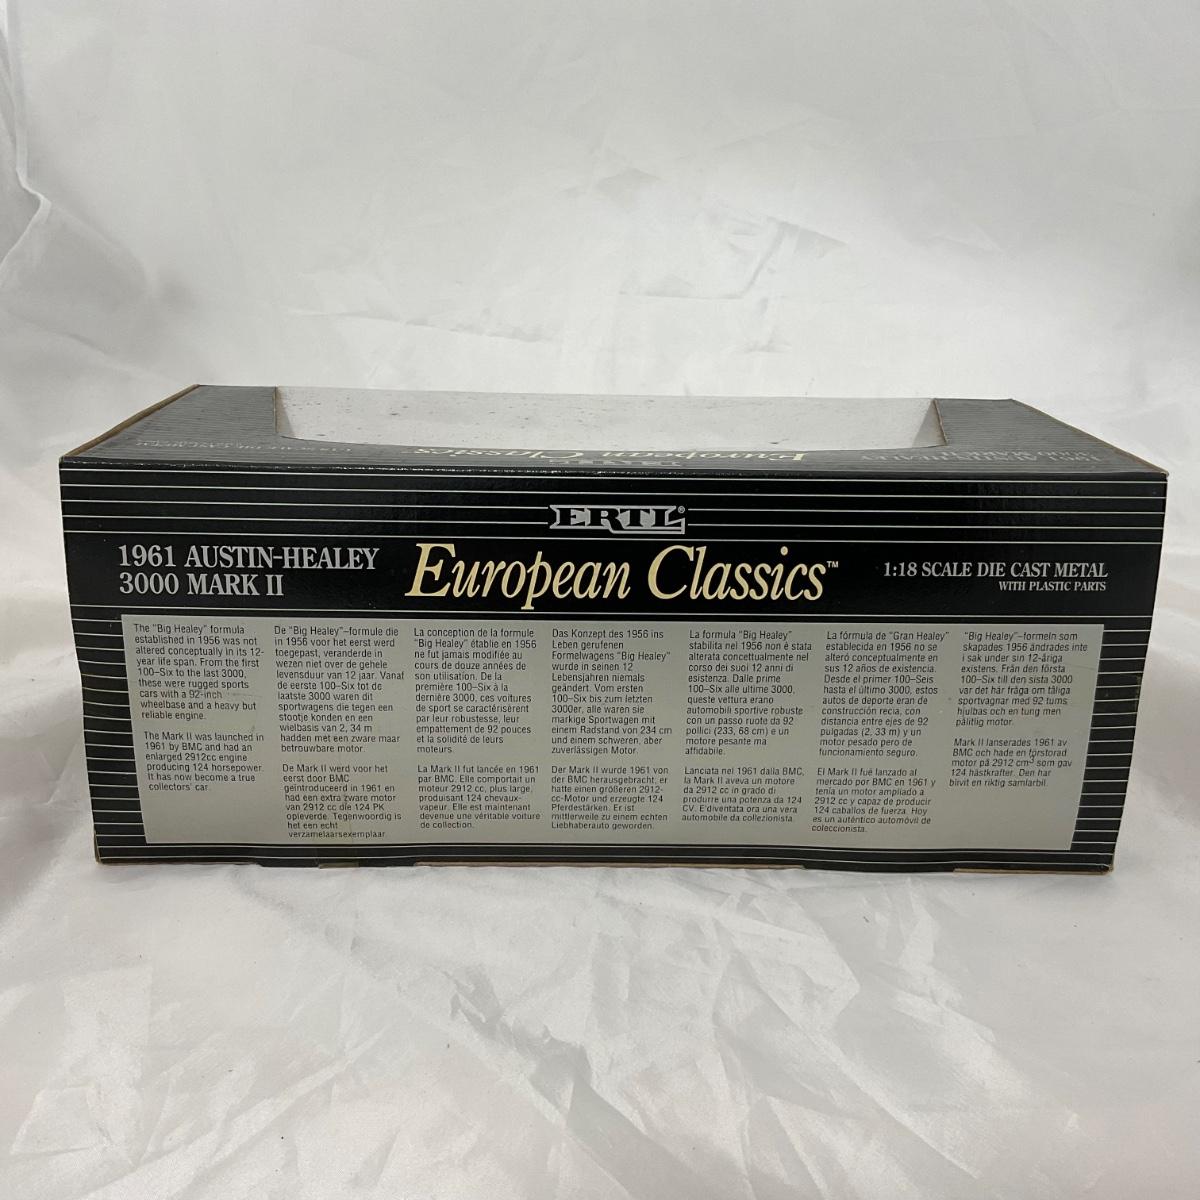 European Classics
ERTL®
1961 AUSTIN-HEALEY
3000 MARK II
European Classics™
1:18 SCALE DIE CAST METAL
WITH PLASTIC PARTS
The "Big Healey" formula
established in 1956 was not
altered conceptually in its 12-
year life span. From the first
100–Six to the last 3000,
these were rugged sports
cars with a 92-inch
wheelbase and a heavy but
reliable engine.
The Mark II was launched in
1961 by BMC and had an
enlarged 2912cc engine
producing 124 horsepower.
It has now become a true
collectors' car.
De "Big Healey"–formule die
in 1956 voor het eerst werd
toegepast, veranderde in
wezen niet over de gehele
levensduur van 12 jaar. Vanaf
de eerste 100–Six tot de
laatste 3000 waren dit
sportwagens die tegen een
stootje konden en een
wielbasis van 2, 34 m
hadden met een zware maar
betrouwbare motor.
De Mark II werd voor het
eerst door BMC
geïntroduceerd in 1961 en
had een extra zware motor
van 2912 cc die 124 PK
opleverde. Tegenwoordig is
het een echt
verzamelaarsexemplaar.
La conception de la formule
"Big Healey" établie en 1956
ne fut jamais modifiée au
cours de douze années de
son utilisation. De la
première 100–Six à la
dernière 3000, ces voitures
de sport se caractérisèrent
par leur robustesse, leur
empattement de 92 pouces
et la solidité de leurs
moteurs.
La Mark II fut lancée en 1961
par BMC. Elle comportait un
moteur 2912 cc, plus large,
produisant 124 chevaux-
vapeur. Elle est maintenant
devenue une véritable voiture
de collection.
Das Konzept des 1956 ins
Leben gerufenen
Formelwagens "Big Healey"
wurde in seinen 12
Lebensjahren niemals
geändert. Vom ersten
100–Six bis zum letzten
3000er, alle waren sie
markige Sportwagen mit
einem Radstand von 234 cm
und einem schweren, aber
zuverlässigen Motor.
Der Mark II wurde 1961 von
der BMC herausgebracht, er
hatte einen größeren 2912-
cc-Motor und erzeugte 124
Pferdestärken. Er ist
mittlerweile zu einem echten
Liebhaberauto geworden.
La formula "Big Healey"
stabilita nel 1956 non è stata
alterata concettualmente nel
corso dei suoi 12 anni di
esistenza. Dalle prime
100–Six alle ultime 3000,
queste vettura erano
automobili sportive robuste
con un passo ruote da 92
pollici (233, 68 cm) e un
motore pesante ma
affidabile.
Lanciata nel 1961 dalla BMC,
la Mark II aveva un motore
da 2912 cc in grado di
produrre una potenza da 124
CV. E'diventata ora una vera
automobile da collezionista.
La fórmula de "Gran Healey"
establecida en 1956 no se
alteró conceptualmente en
sus 12 años de existencia.
Desde el primer 100–Seis
hasta el último 3000, estos
autos de deporte eran de
construcción recia, con
distancia entre ejes de 92
pulgadas (2, 33 m) y un
motor pesado pero de
funcionamiento seguro.
El Mark II fué lanzado al
mercado por BMC en 1961 y
tenía un motor ampliado a
2912 cc y capaz de producir
124 caballos de fuerza. Hoy
es un auténtico automóvil de
coleccionista.
"Big Healey"–formeln som
skapades 1956 ändrades inte
i sak under sin 12-åriga
existens. Från den första
100–Six till den sista 3000
var det här fråga om tåliga
sportvagnar med 92 tums
hjulbas och en tung men
pålitlig motor.
Mark II lanserades 1961 av
BMC och hade en förstorad
motor på 2912 cm³ som gav
124 hästkrafter. Den har
blivit en riktig samlarbil.